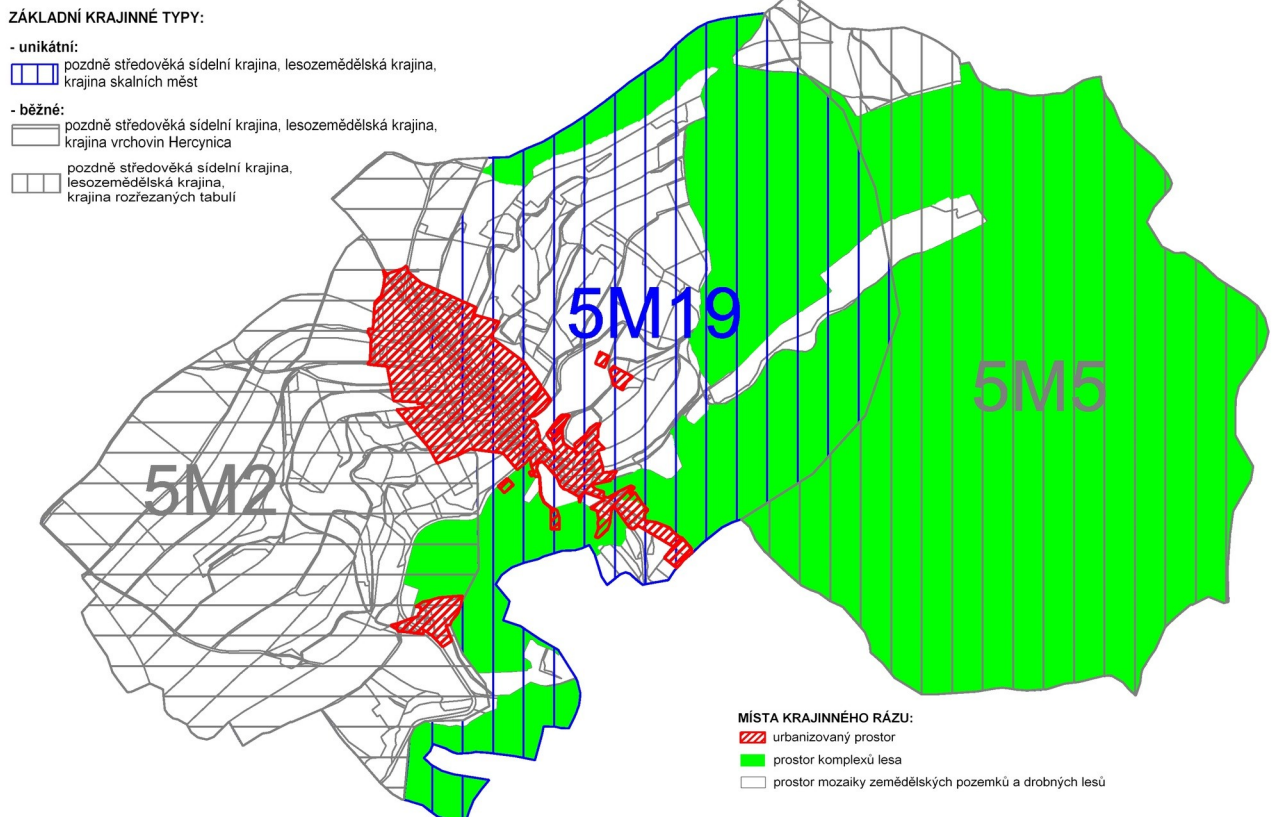 ZÁKLADNÍ KRAJINNÉ TYPY:
- unikátní:
pozdně středověká sídelní krajina, lesozemědělská krajina,
krajina skalních měst
- běžné:
pozdně středověká sídelní krajina, lesozemědělská krajina,
krajina vrchovin Hercynica
pozdně středověká sídelní krajina,
lesozemědělská krajina,
krajina rozřezaných tabulí
5M19
5M5
5M2
MÍSTA KRAJINNÉHO RÁZU:
urbanizovaný prostor
prostor komplexů lesa
prostor mozaiky zemědělských pozemků a drobných lesů